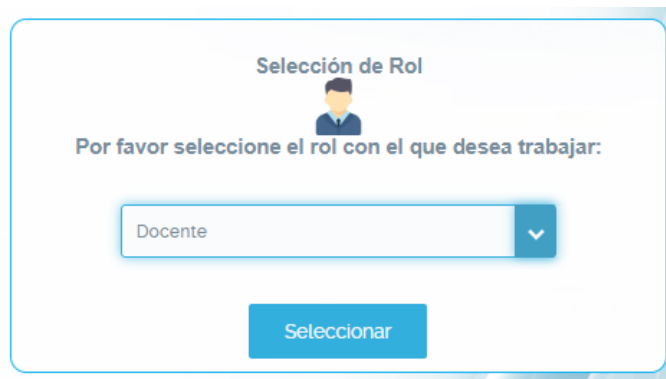 Selección de Rol
Por favor seleccione el rol con el que desea trabajar:
Docente
Seleccionar